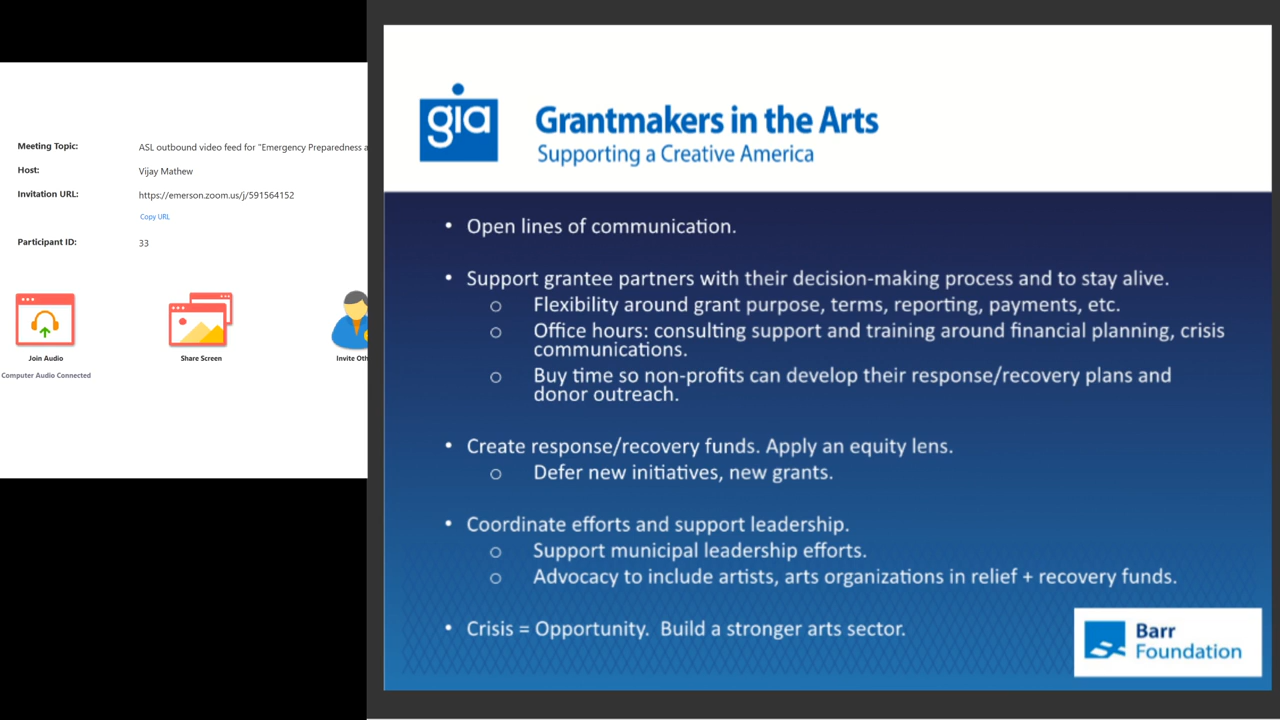 Meeting Topic:
ASL outbound video feed for "Emergency Preparedness a
Host:
Vijay Mathew
Invitation URL:
https://emerson.zoom.us/j/591564152
Copy URL
Participant ID:
33
Join Audio
Share Screen
Invite Oth
Computer Audio Connected
gia
Grantmakers in the Arts
Supporting a Creative America
• Open lines of communication.
• Support grantee partners with their decision-making process and to stay alive.
o Flexibility around grant purpose, terms, reporting, payments, etc.
o Office hours: consulting support and training around financial planning, crisis
communications.
o Buy time so non-profits can develop their response/recovery plans and
donor outreach.
• Create response/recovery funds. Apply an equity lens.
o Defer new initiatives, new grants.
• Coordinate efforts and support leadership.
o Support municipal leadership efforts.
o Advocacy to include artists, arts organizations in relief + recovery funds.
• Crisis = Opportunity. Build a stronger arts sector.
Barr
Foundation